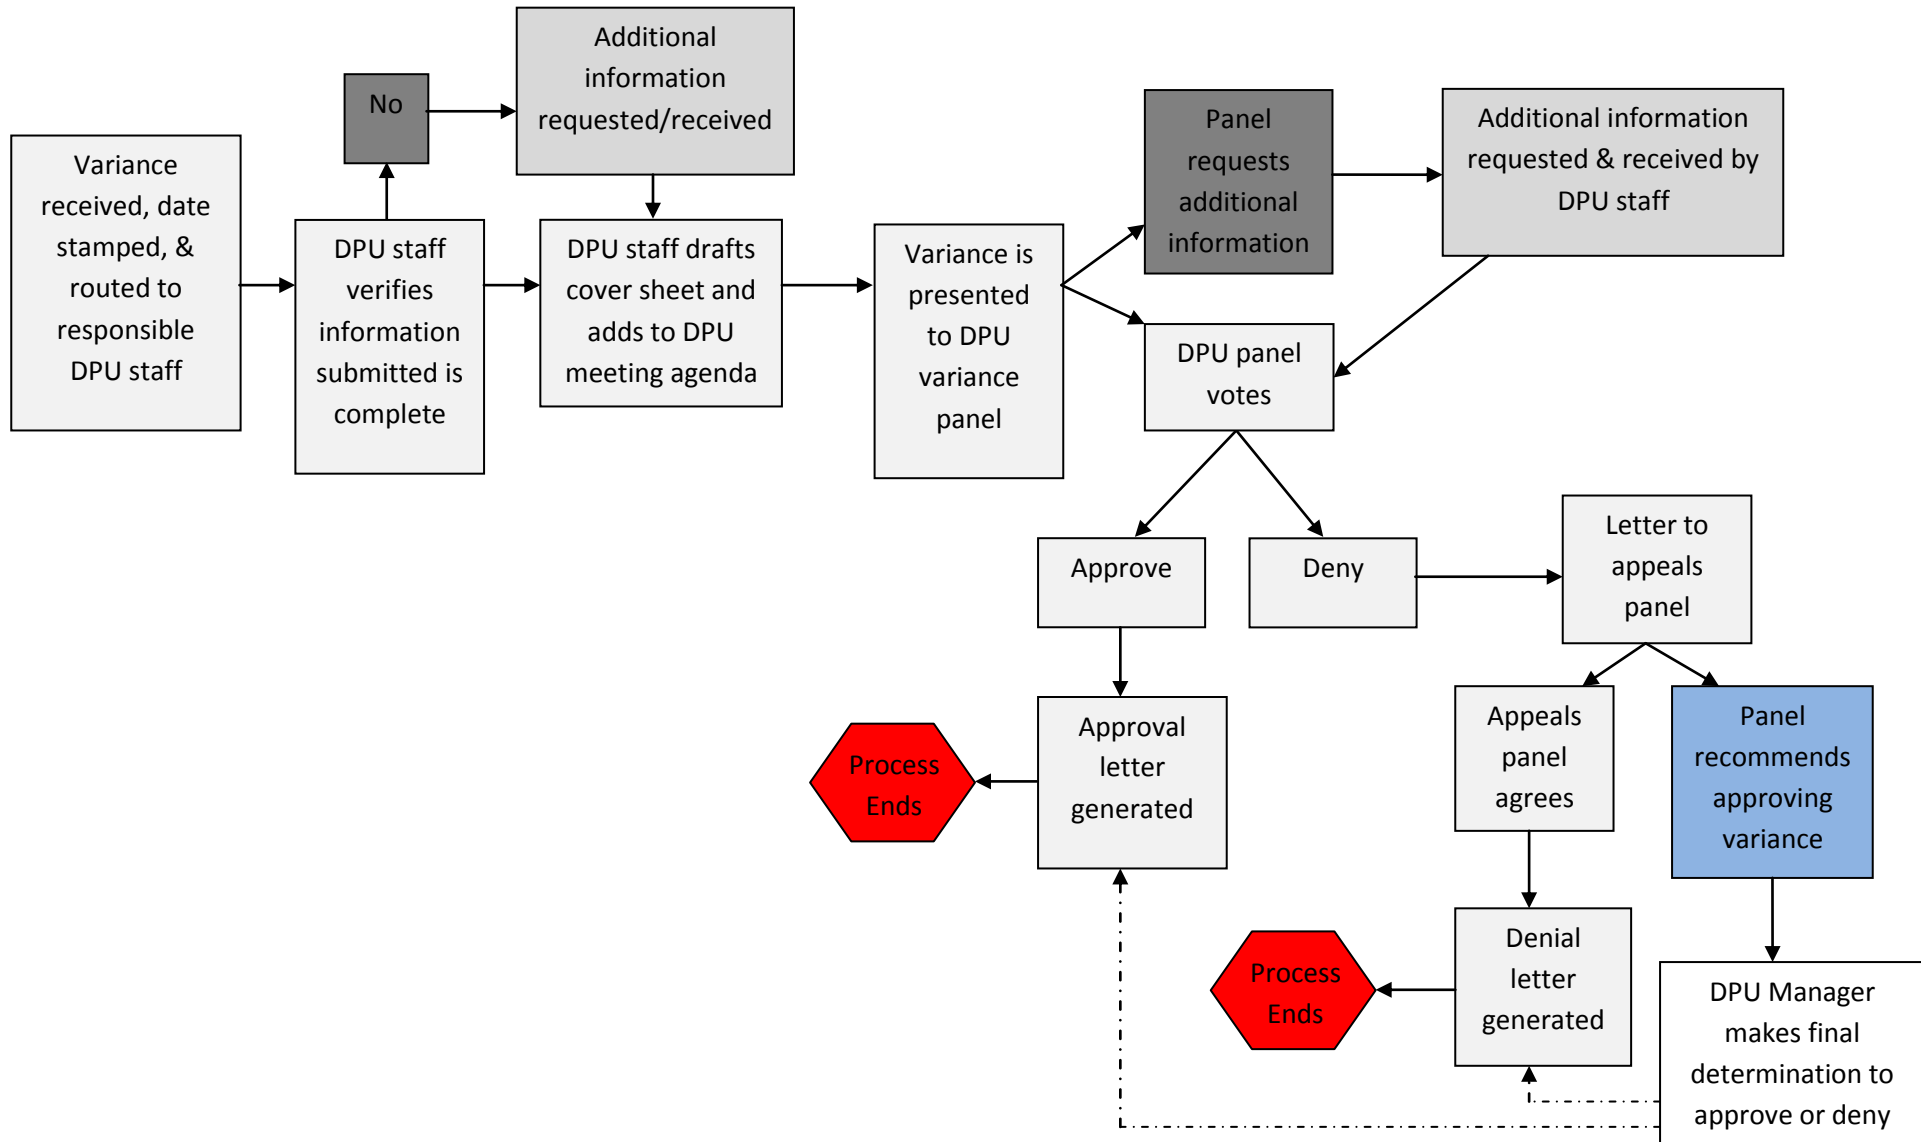 Additional
information
requested/received
No
Variance
received, date
stamped, &
routed to
responsible
DPU staff
DPU staff
verifies
information
submitted is
complete
DPU staff drafts
cover sheet and
adds to DPU
meeting agenda
Variance is
presented
to DPU
variance
panel
Panel
requests
additional
information
Additional information
requested & received by
DPU staff
DPU panel
votes
Approve
Deny
Letter to
appeals
panel
Process
Ends
Approval
letter
generated
Appeals
panel
agrees
Panel
recommends
approving
variance
Process
Ends
Denial
letter
generated
DPU Manager
makes final
determination to
approve or deny